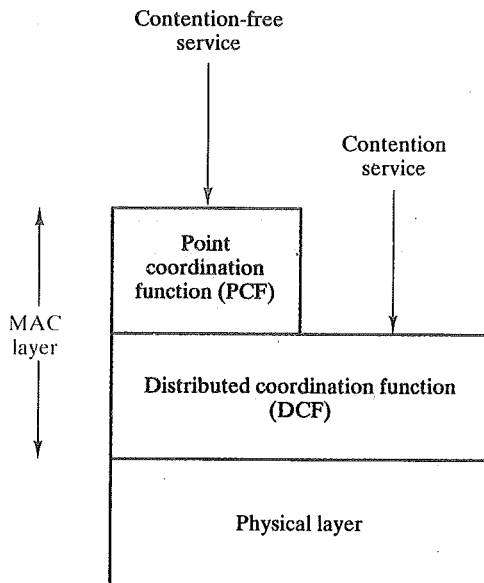 Contention-free
service
Contention
service
Point
coordination
function (PCF)
MAC
layer
Distributed coordination function
(DCF)
Physical layer